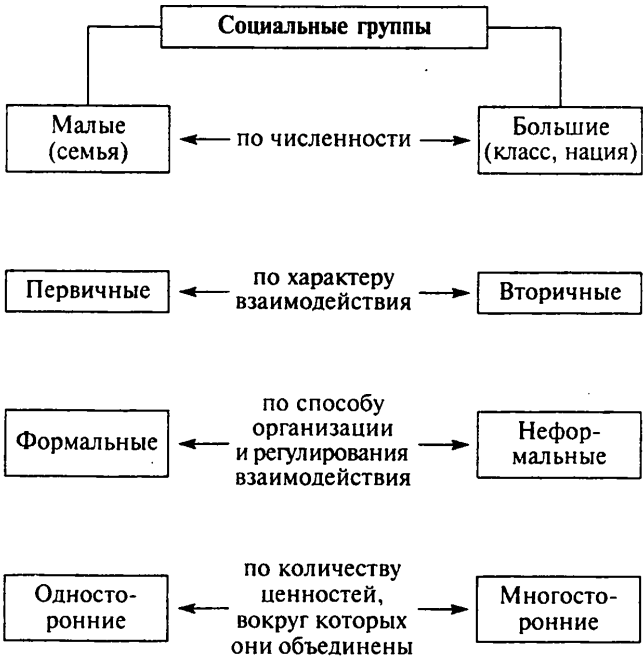 Социальные группы
Малые
(семья)
по численности
Большие
(класс, нация)
Первичные
по характеру
взаимодействия
Вторичные
Формальные
по способу
организации
и регулирования
взаимодействия
Нефор-
мальные
Односто-
ронние
по количеству
ценностей,
вокруг которых
они объединены
Многосто-
ронние